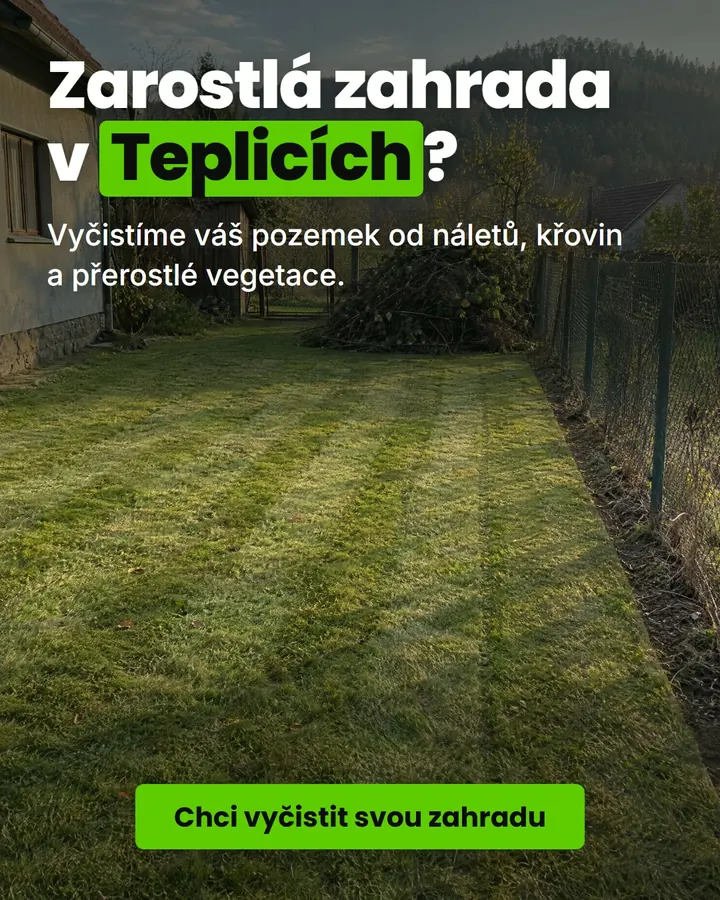 Zarostlá zahrada
v Teplicích?
Vyčistíme váš pozemek od náletů, křovin
a přerostlé vegetace.
Chci vyčistit svou zahradu